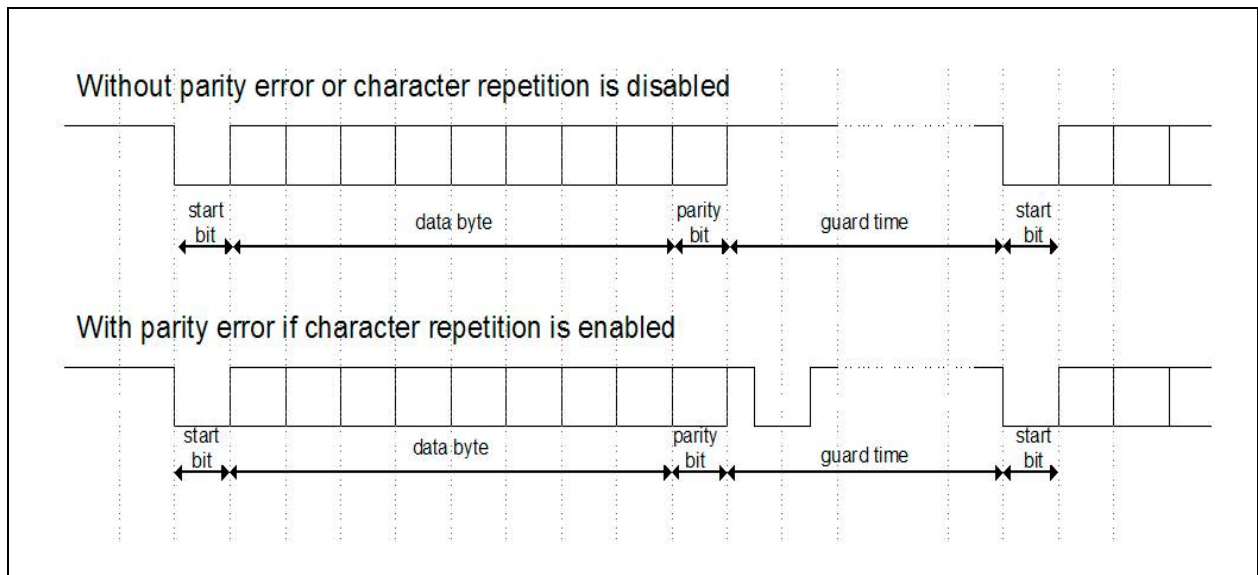 Without parity error or character repetition is disabled
start
bit
data byte
parity
bit
guard time
start
bit
With parity error if character repetition is enabled
start
bit
data byte
parity
bit
guard time
start
bit